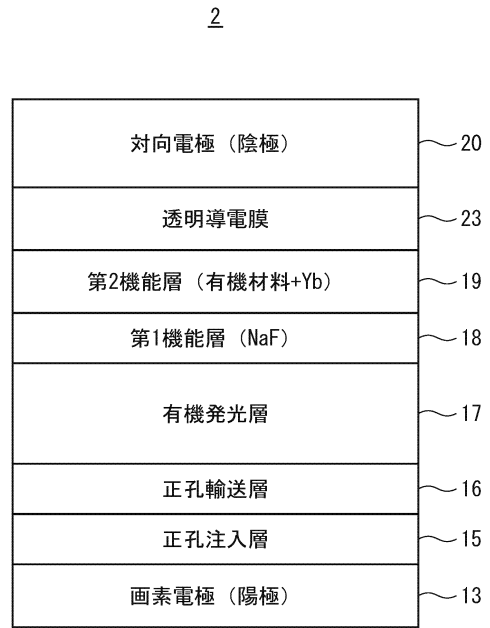 2
対向電極（陰極） 20
透明導電膜 23
第2機能層（有機材料+Yb） 19
第1機能層（NaF） 18
有機発光層 17
正孔輸送層 16
正孔注入層 15
画素電極（陽極） 13